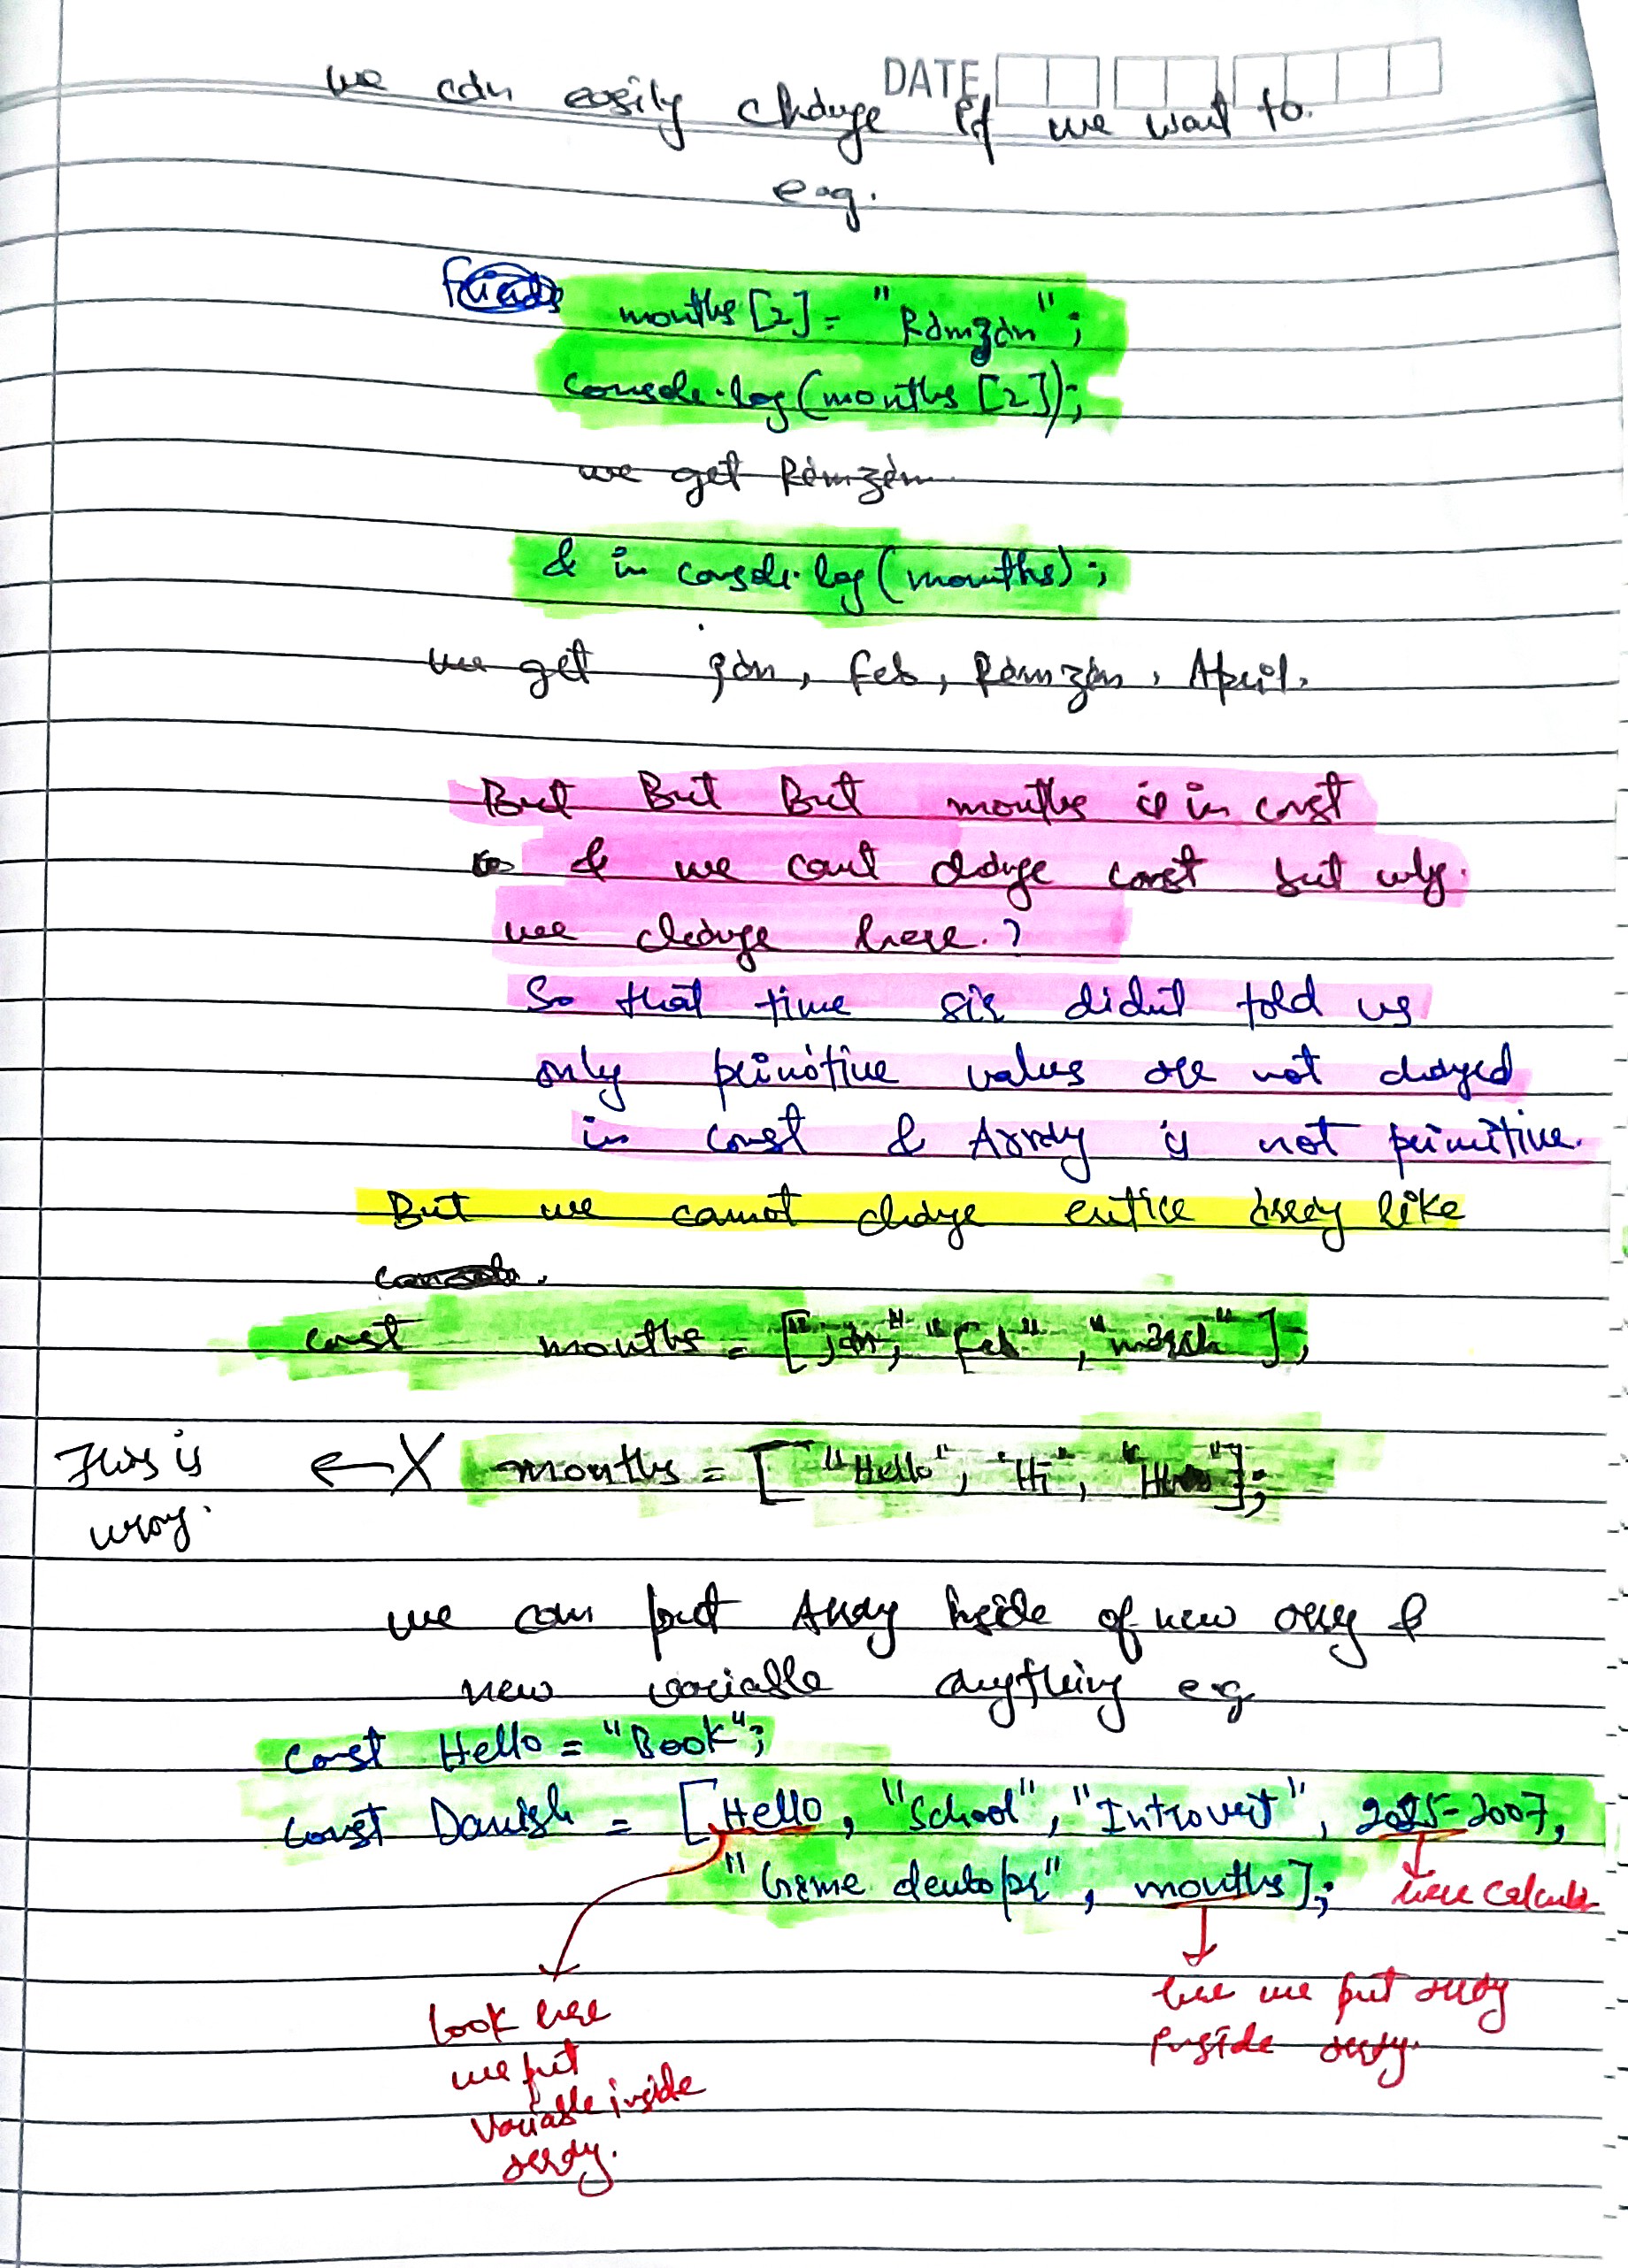 DATE
we can easily change if we want to.
e.g.
months[2] = "Ramzan";
console.log(months[2]);
we get Ramzan
& in console.log(months);
we get jan, feb, Ramzan, April.
But But But months is in const
& we cant change const but why
we change here?
So that time sir didn't told us
only primitive values are not changed
in const & Array is not primitive.
But we cannot change entire array like
const months = ["jan", "Feb", "march"];
This is wrong. ← X months = ["Hello", "Hi", ];
we can put Array inside of new array &
new variable anything e.g
const Hello = "Book";
const Danish = [Hello, "School", "Introvert", 2025-2007,
"Game develope", months];
here calcula
look here
we put
variable inside
array.
here we put array
inside array.